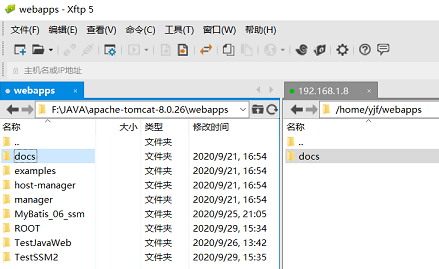 webapps - Xftp 5
文件(F) 编辑(E) 查看(V) 命令(C) 工具(T) 窗口(W) 帮助(H)
主机名或IP地址
webapps 192.168.1.8
F:\JAVA\apache-tomcat-8.0.26\webapps /home/yjf/webapps
名称 大小 类型 修改时间 名称
.. 文件夹 ..
docs 文件夹 2020/9/21, 16:54 docs
examples 文件夹 2020/9/21, 16:54
host-manager 文件夹 2020/9/21, 16:54
manager 文件夹 2020/9/21, 16:54
MyBatis_06_ssm 文件夹 2020/9/25, 21:05
ROOT 文件夹 2020/9/29, 15:34
TestJavaWeb 文件夹 2020/9/26, 13:42
TestSSM2 文件夹 2020/9/29, 15:35